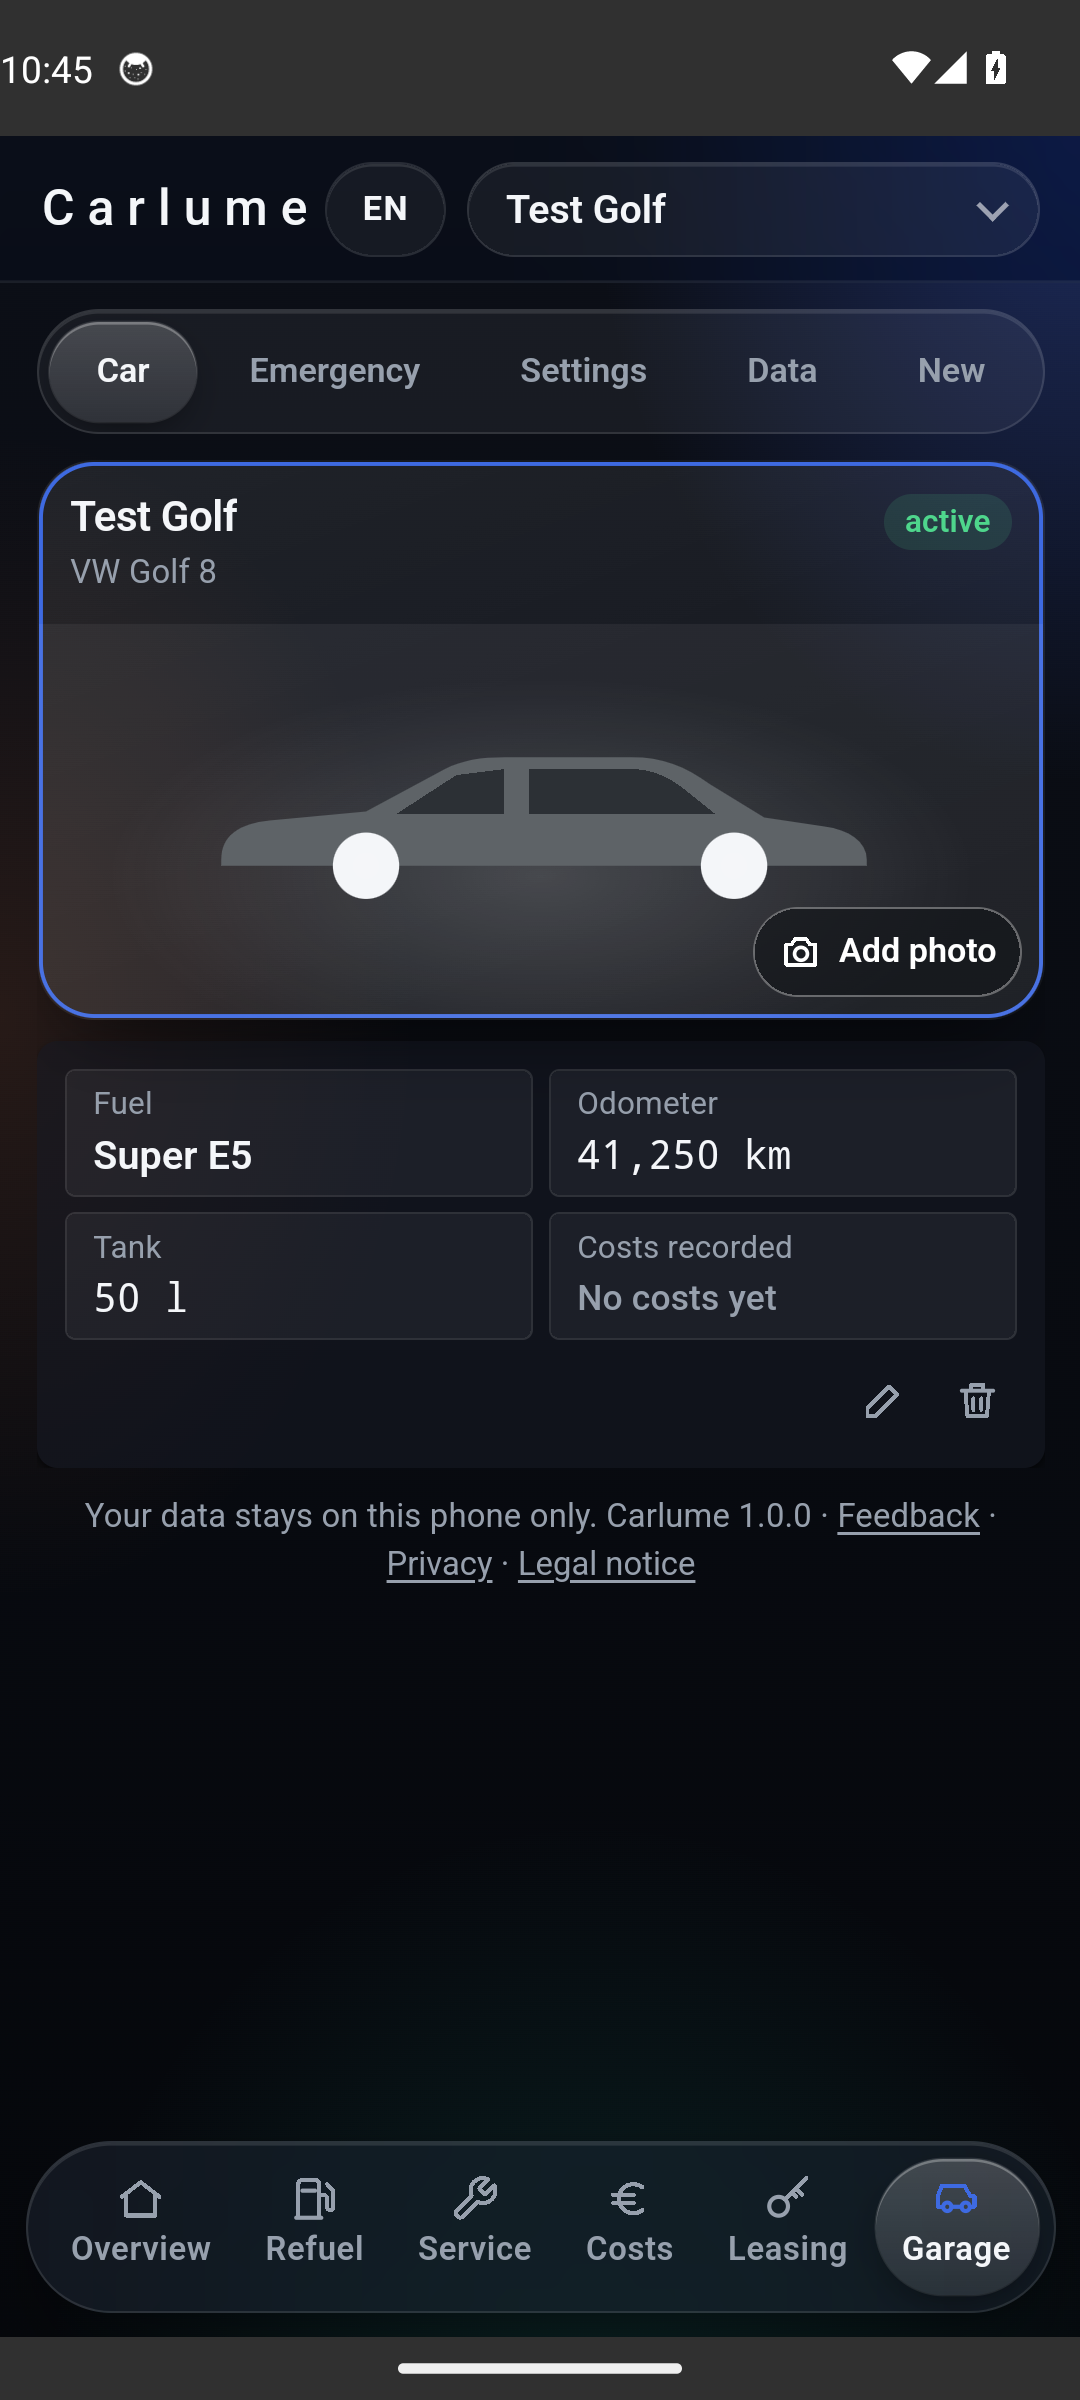 10:45
Carlume EN Test Golf
Car Emergency Settings Data New
Test Golf active
VW Golf 8
Add photo
Fuel Odometer
Super E5 41,250 km
Tank Costs recorded
50 l No costs yet
Your data stays on this phone only. Carlume 1.0.0 · Feedback ·
Privacy · Legal notice
Overview Refuel Service Costs Leasing Garage